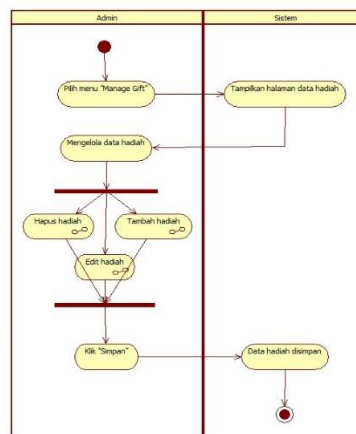 Admin
Sistem
Pilih menu "Manage Gift"
Tampilkan halaman data hadiah
Mengelola data hadiah
Hapus hadiah
Tambah hadiah
Edit hadiah
Klik "Simpan"
Data hadiah disimpan